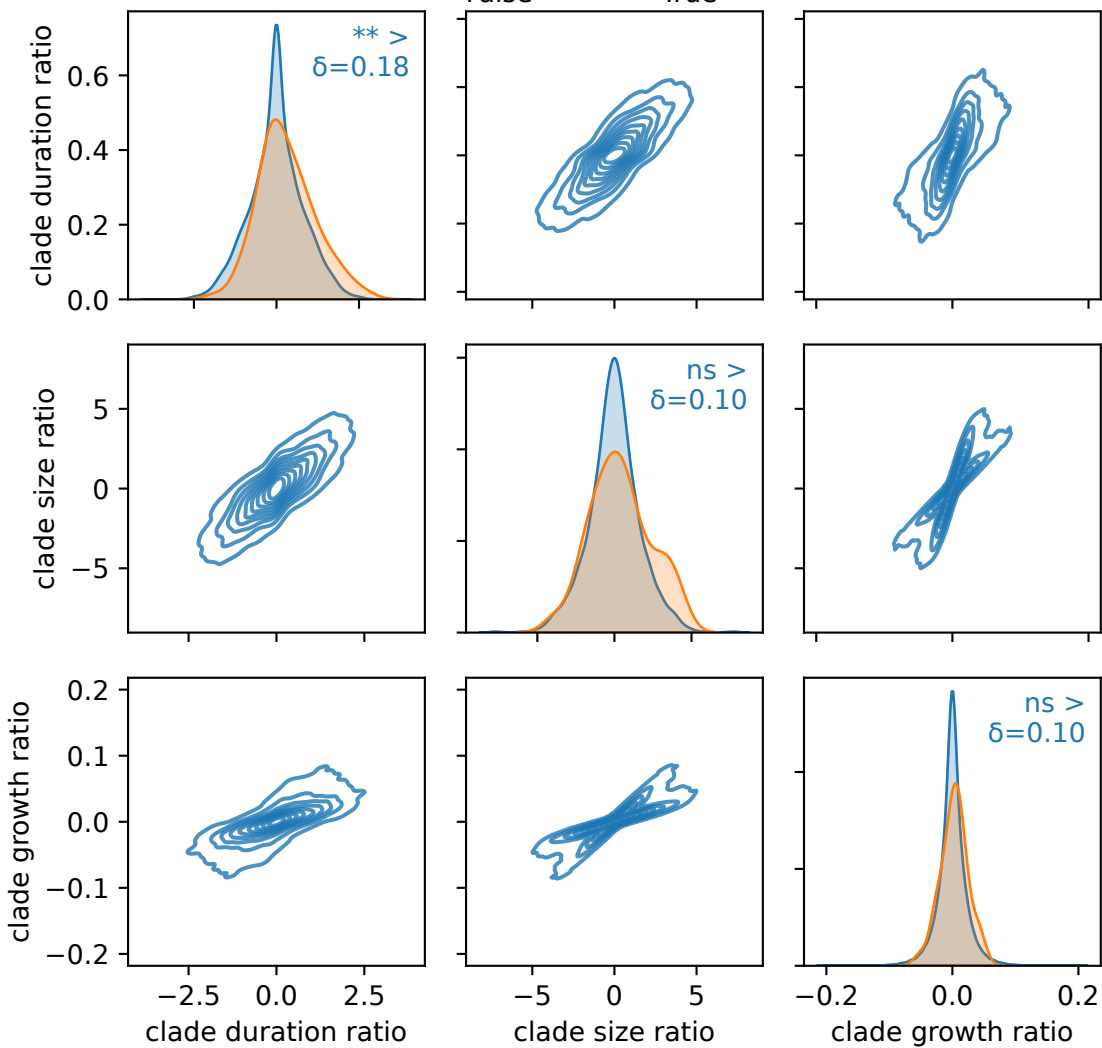 False True
clade duration ratio
0.6
0.4
0.2
0.0
** >
δ=0.18
clade size ratio
5
0
−5
ns >
δ=0.10
clade growth ratio
0.2
0.1
0.0
−0.1
−0.2
ns >
δ=0.10
−2.5 0.0 2.5
−5 0 5
−0.2 0.0 0.2
clade duration ratio
clade size ratio
clade growth ratio